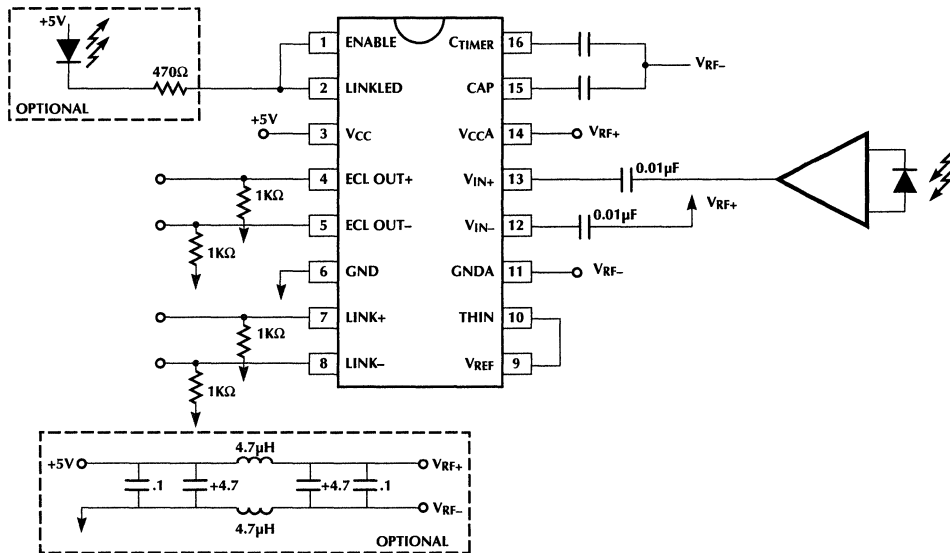 +5V
470Ω
OPTIONAL
1 ENABLE
2 LINKLED
+5V
3 VCC
4 ECL OUT+
1KΩ
5 ECL OUT–
1KΩ
6 GND
7 LINK+
1KΩ
8 LINK–
1KΩ
CTIMER 16
CAP 15
VRF–
VCCA 14 VRF+
VIN+ 13 0.01μF
VIN– 12 0.01μF VRF+
GNDA 11 VRF–
THIN 10
VREF 9
4.7μH
+5V VRF+
.1 +4.7 +4.7 .1
VRF–
4.7μH
OPTIONAL